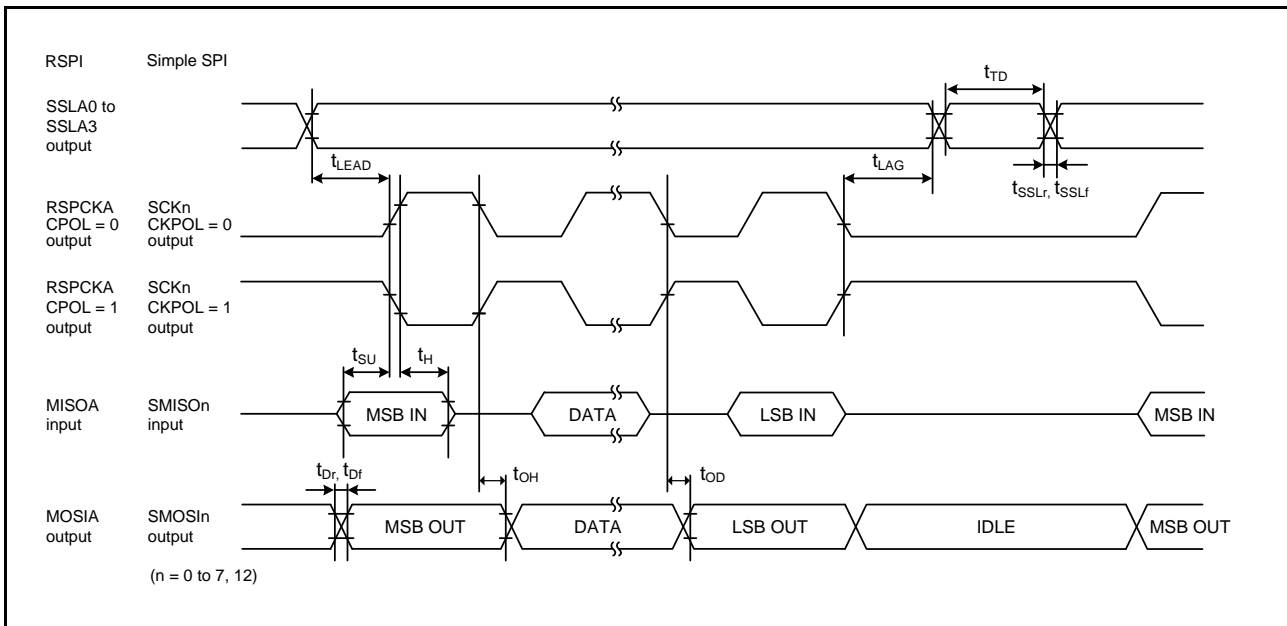 RSPI Simple SPI
SSLA0 to
SSLA3
output
tTD
tLEAD
tLAG
tSSLr, tSSLf
RSPCKA SCKn
CPOL = 0 CKPOL = 0
output output
RSPCKA SCKn
CPOL = 1 CKPOL = 1
output output
tSU tH
MISOA SMISOn
input input
MSB IN DATA LSB IN MSB IN
tDr, tDf tOH tOD
MOSIA SMOSIn
output output
MSB OUT DATA LSB OUT IDLE MSB OUT
(n = 0 to 7, 12)